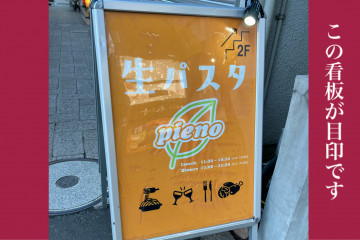 2F
生パスタ
pieno
Lunch
Dinner
この看板が目印です